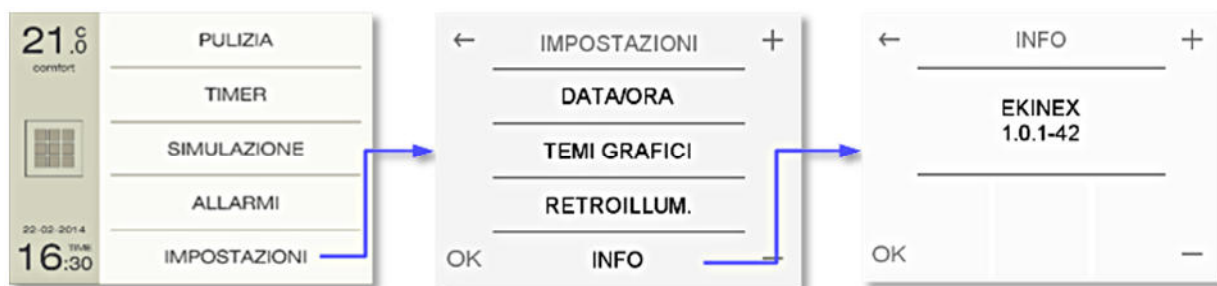 21.0 C
comfort
22-02-2014
16:30 TIME
PULIZIA
TIMER
SIMULAZIONE
ALLARMI
IMPOSTAZIONI
← IMPOSTAZIONI +
DATA/ORA
TEMI GRAFICI
RETROILLUM.
OK INFO −
← INFO +
EKINEX
1.0.1-42
OK −